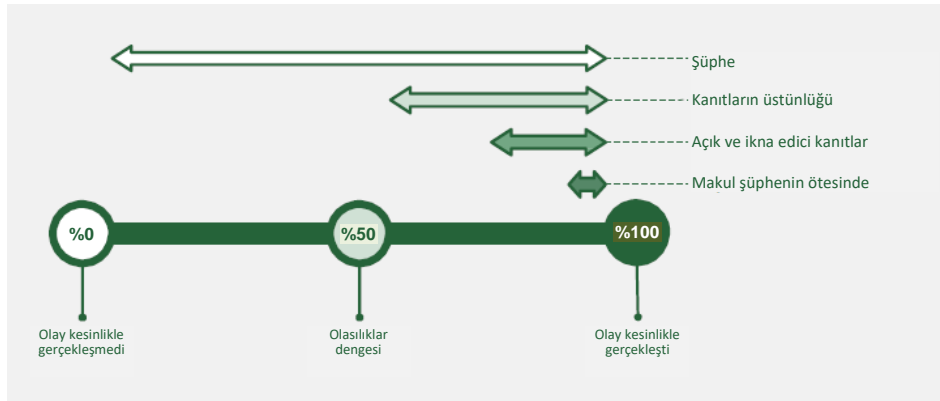 Şüphe
Kanıtların üstünlüğü
Açık ve ikna edici kanıtlar
Makul şüphenin ötesinde
%0
%50
%100
Olay kesinlikle
gerçekleşmedi
Olasılıklar
dengesi
Olay kesinlikle
gerçekleşti